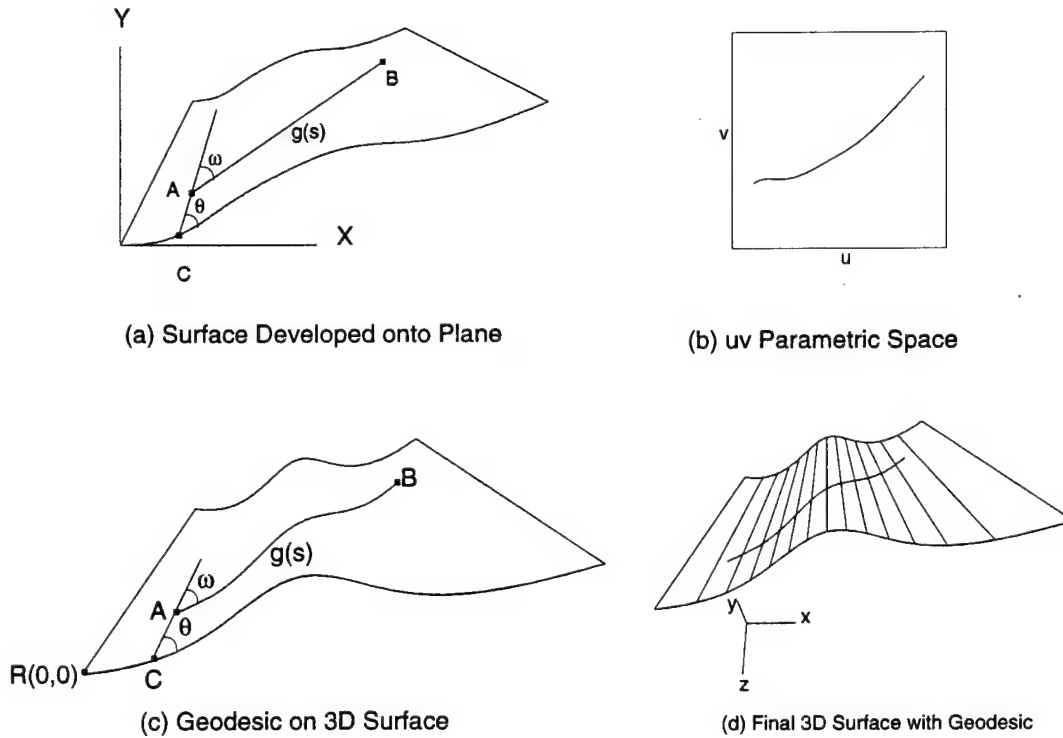 Y
B
g(s)
ω
A
θ
X
C
(a) Surface Developed onto Plane
v
u
(b) uv Parametric Space
B
g(s)
ω
A
θ
R(0,0)
C
(c) Geodesic on 3D Surface
y
x
z
(d) Final 3D Surface with Geodesic